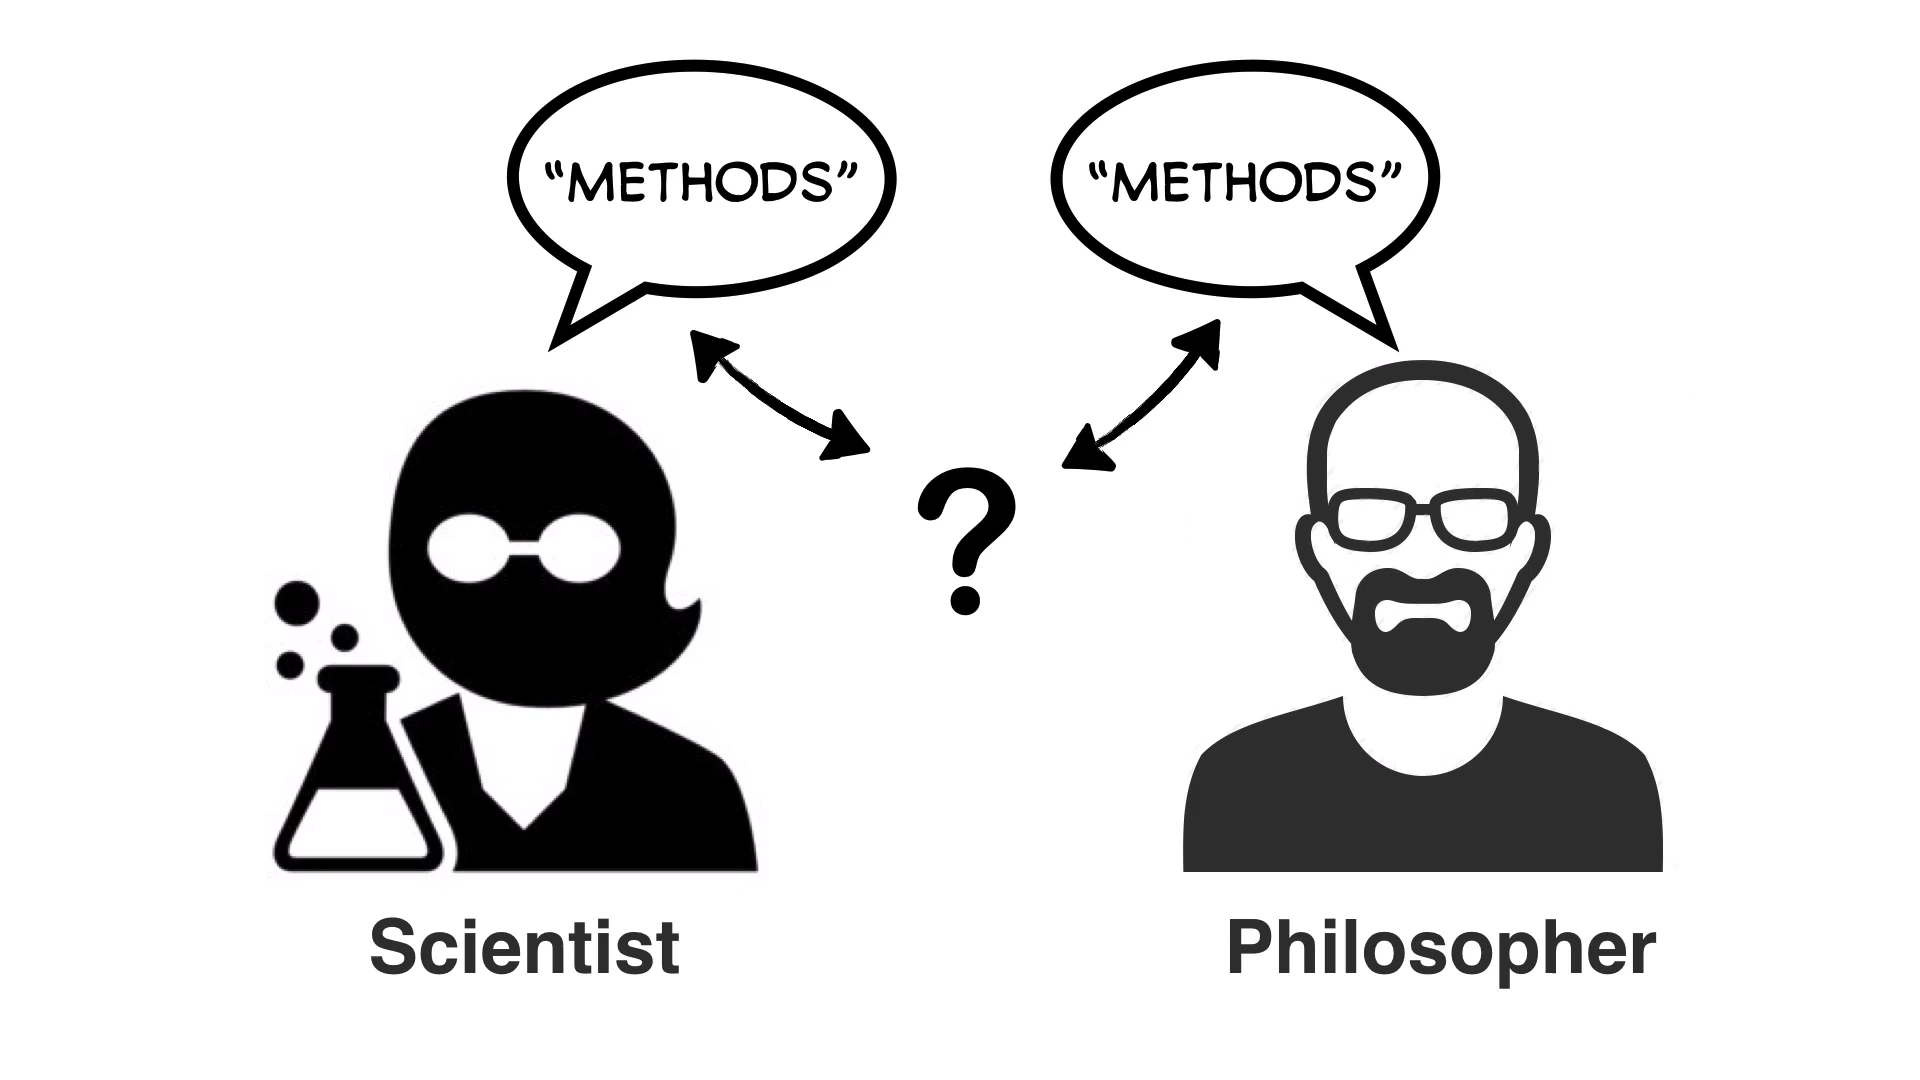 “METHODS”
“METHODS”
?
Scientist
Philosopher